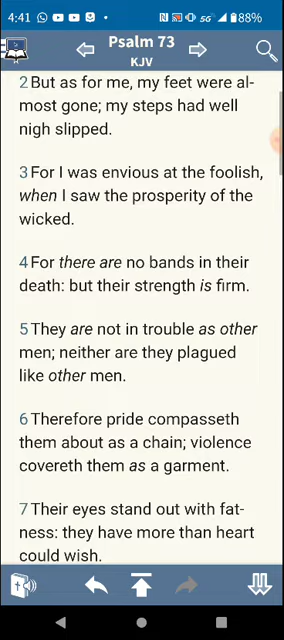 4:41
5G 88%
Psalm 73
KJV
2 But as for me, my feet were al-
most gone; my steps had well
nigh slipped.
3 For I was envious at the foolish,
when I saw the prosperity of the
wicked.
4 For there are no bands in their
death: but their strength is firm.
5 They are not in trouble as other
men; neither are they plagued
like other men.
6 Therefore pride compasseth
them about as a chain; violence
covereth them as a garment.
7 Their eyes stand out with fat-
ness: they have more than heart
could wish.